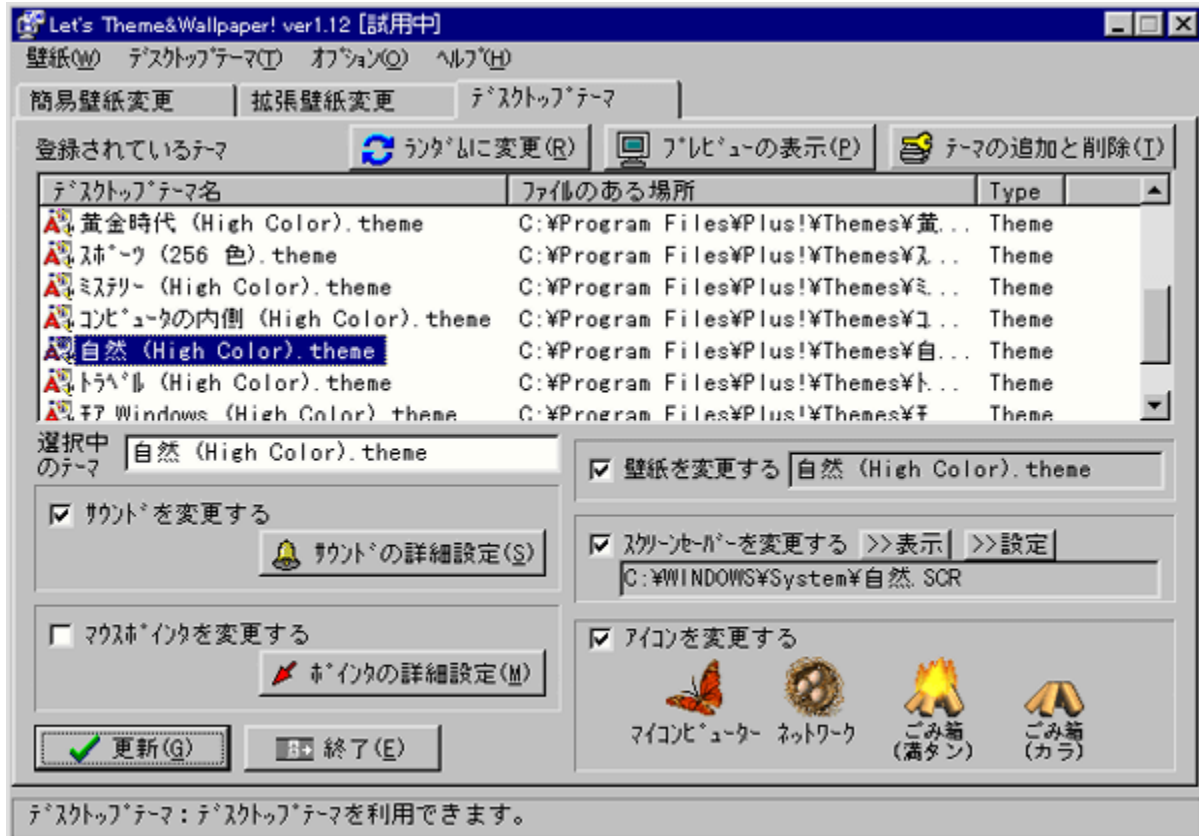 Let's Theme&Wallpaper! ver1.12 [試用中]
壁紙(W) ﾃﾞｽｸﾄｯﾌﾟﾃｰﾏ(T) ｵﾌﾟｼｮﾝ(O) ﾍﾙﾌﾟ(H)
簡易壁紙変更 拡張壁紙変更 ﾃﾞｽｸﾄｯﾌﾟﾃｰﾏ
登録されているﾃｰﾏ ﾗﾝﾀﾞﾑに変更(R) ﾌﾟﾚﾋﾞｭｰの表示(P) ﾃｰﾏの追加と削除(T)
ﾃﾞｽｸﾄｯﾌﾟﾃｰﾏ名 ﾌｧｲﾙのある場所 Type
黄金時代 (High Color).theme C:¥Program Files¥Plus!¥Themes¥黄... Theme
ｽﾎﾟｰﾂ (256 色).theme C:¥Program Files¥Plus!¥Themes¥ｽ... Theme
ﾐｽﾃﾘｰ (High Color).theme C:¥Program Files¥Plus!¥Themes¥ﾐ... Theme
ｺﾝﾋﾟｭｰﾀの内側 (High Color).theme C:¥Program Files¥Plus!¥Themes¥ｺ... Theme
自然 (High Color).theme C:¥Program Files¥Plus!¥Themes¥自... Theme
ﾄﾗﾍﾞﾙ (High Color).theme C:¥Program Files¥Plus!¥Themes¥ﾄ... Theme
ﾓｱ Windows (High Color).theme C:¥Program Files¥Plus!¥Themes¥ﾓ... Theme
選択中
のﾃｰﾏ
自然 (High Color).theme
壁紙を変更する 自然 (High Color).theme
ｻｳﾝﾄﾞを変更する
ｻｳﾝﾄﾞの詳細設定(S)
ｽｸﾘｰﾝｾｰﾊﾞｰを変更する >>表示 >>設定
C:¥WINDOWS¥System¥自然.SCR
ﾏｳｽﾎﾟｲﾝﾀを変更する
ﾎﾟｲﾝﾀの詳細設定(M)
ｱｲｺﾝを変更する
ﾏｲｺﾝﾋﾟｭｰﾀｰ ﾈｯﾄﾜｰｸ ごみ箱 ごみ箱
(満タン) (カラ)
更新(G) 終了(E)
ﾃﾞｽｸﾄｯﾌﾟﾃｰﾏ：ﾃﾞｽｸﾄｯﾌﾟﾃｰﾏを利用できます。